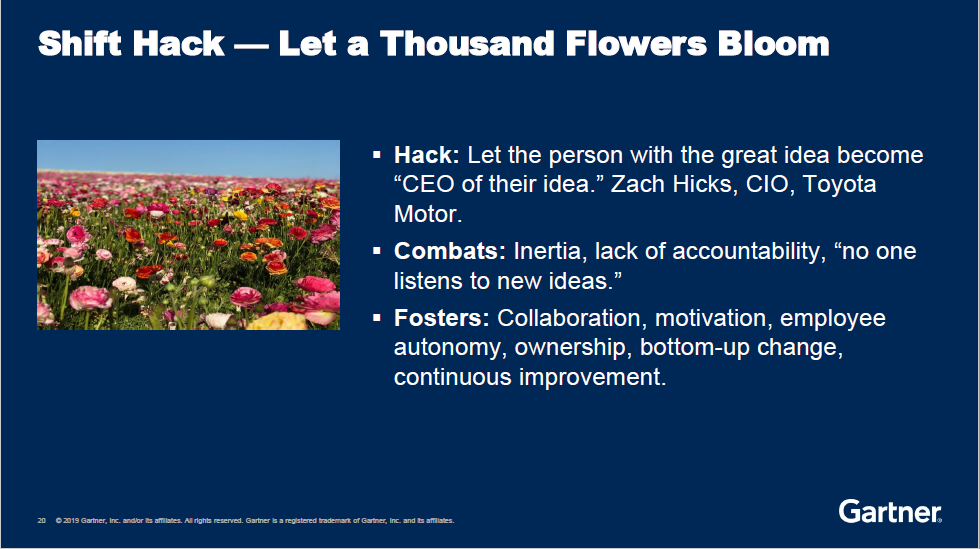 Shift Hack — Let a Thousand Flowers Bloom
▪ Hack: Let the person with the great idea become
“CEO of their idea.” Zach Hicks, CIO, Toyota
Motor.
▪ Combats: Inertia, lack of accountability, “no one
listens to new ideas.”
▪ Fosters: Collaboration, motivation, employee
autonomy, ownership, bottom-up change,
continuous improvement.
20 © 2019 Gartner, Inc. and/or its affiliates. All rights reserved. Gartner is a registered trademark of Gartner, Inc. and its affiliates.
Gartner®